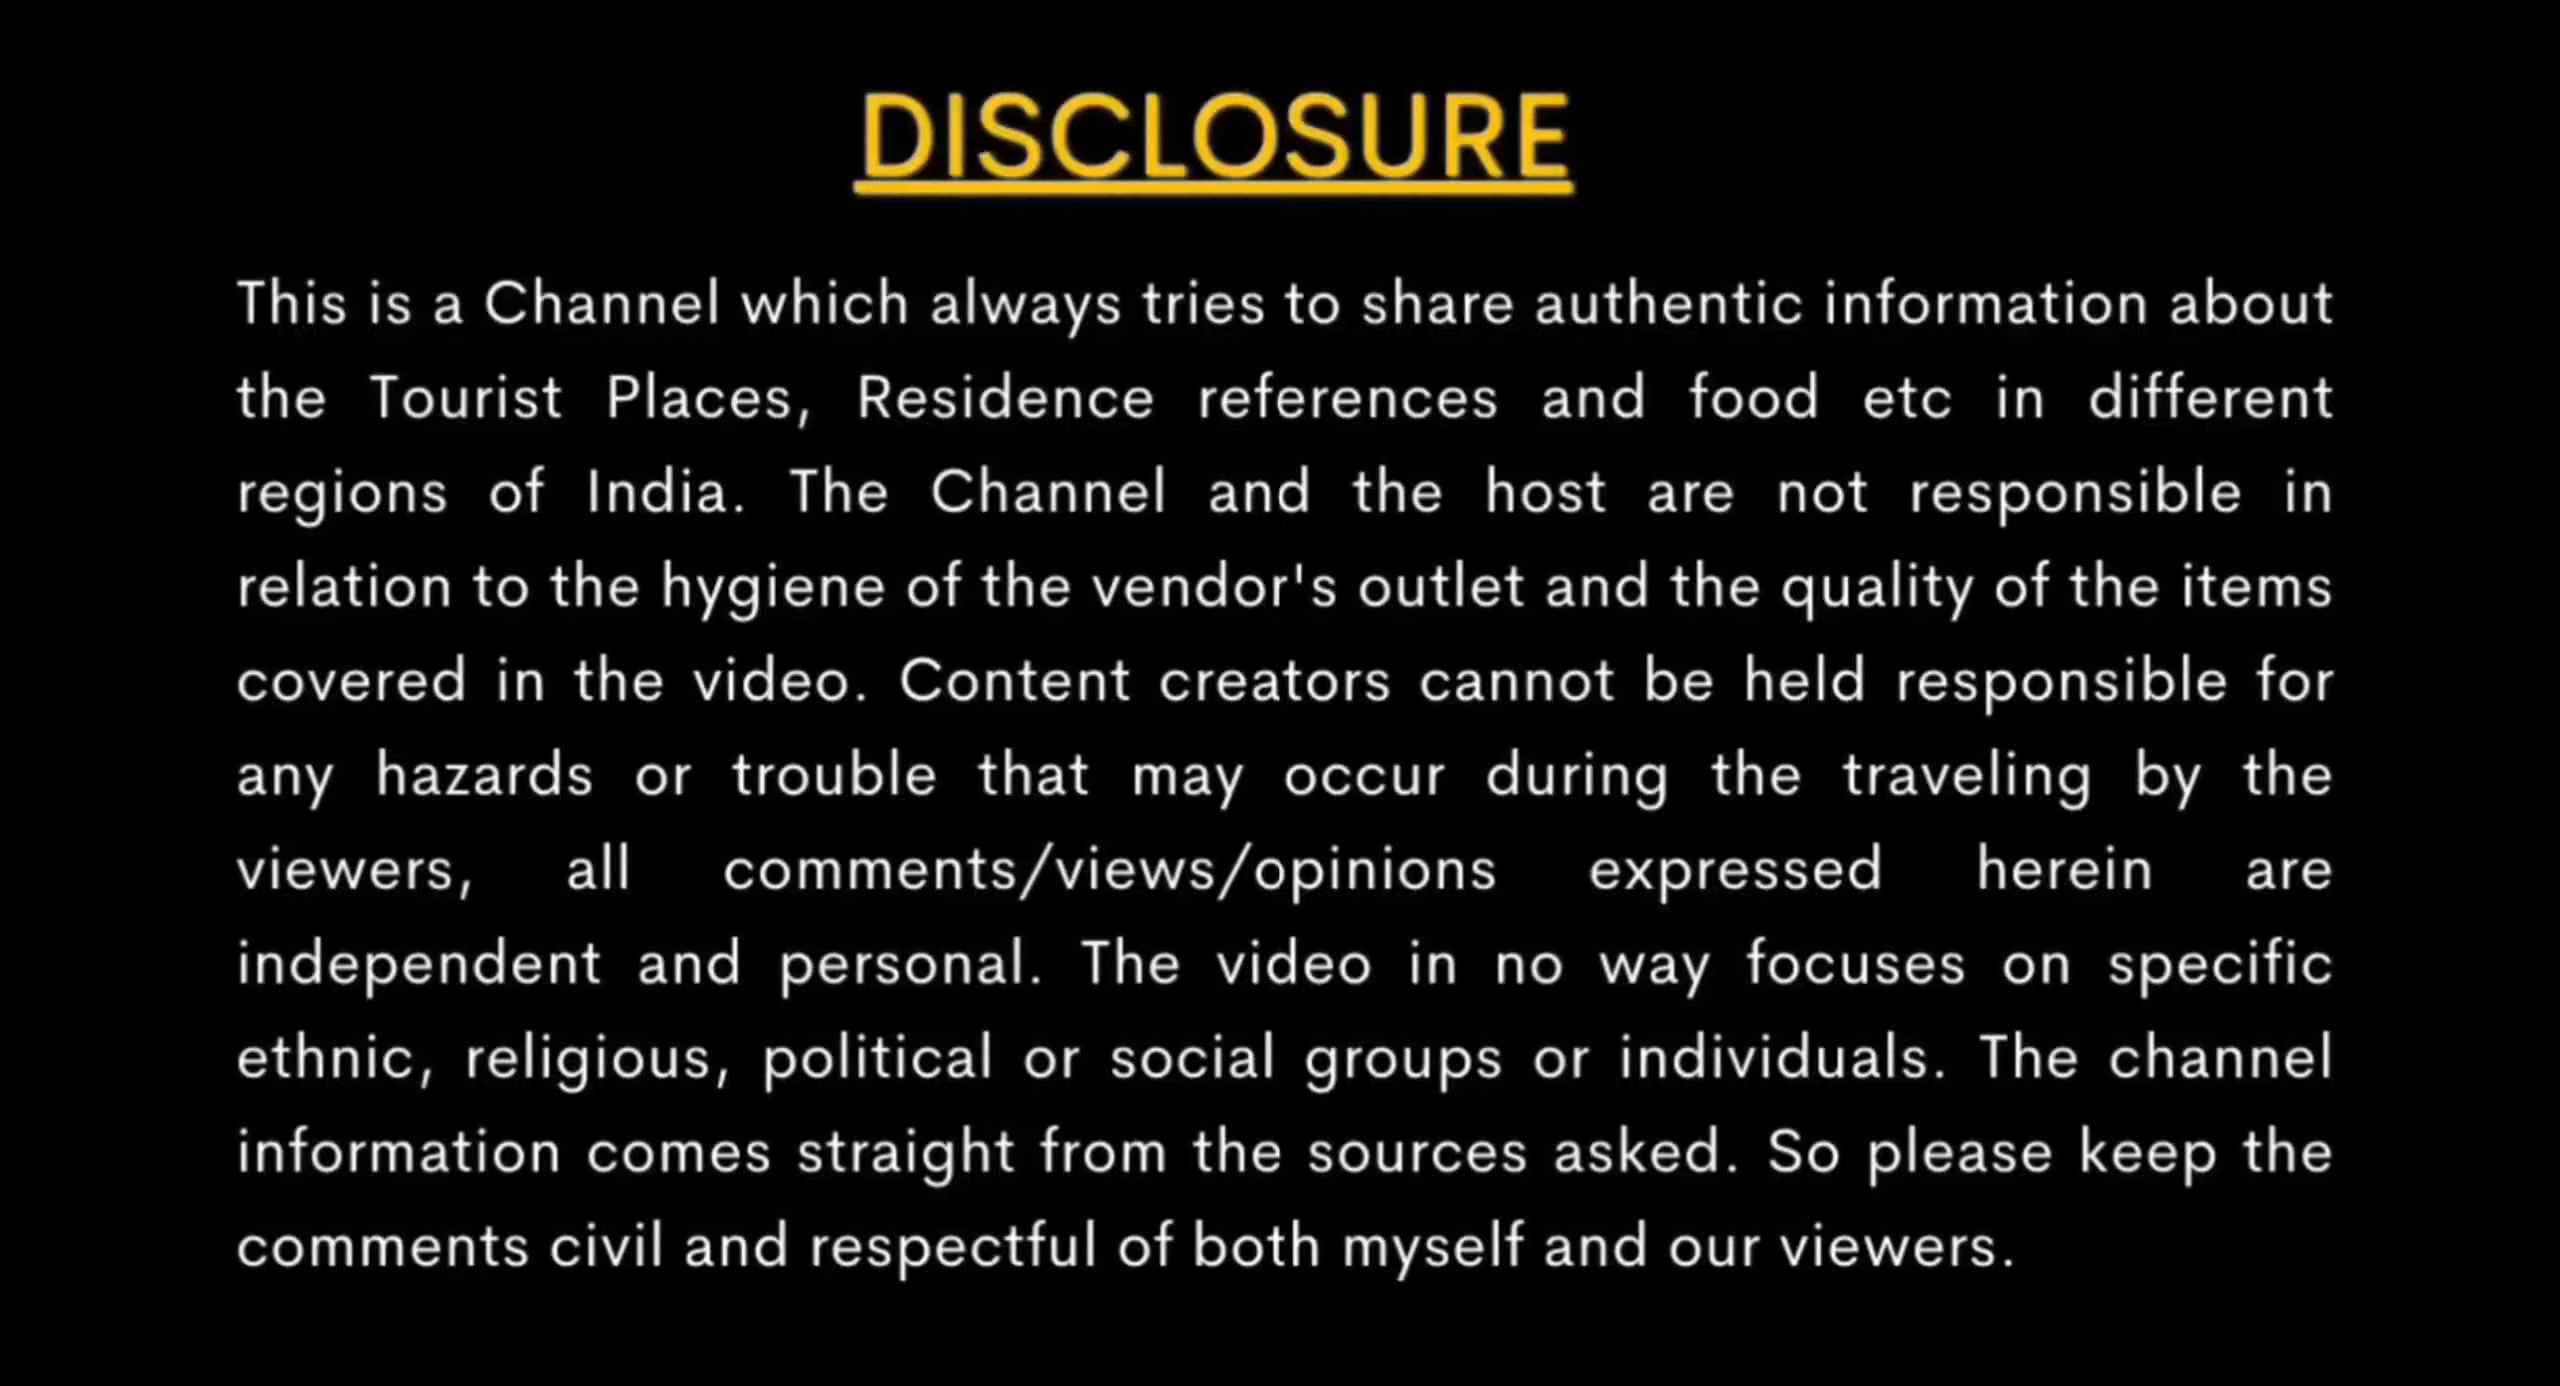 DISCLOSURE
This is a Channel which always tries to share authentic information about
the Tourist Places, Residence references and food etc in different
regions of India. The Channel and the host are not responsible in
relation to the hygiene of the vendor's outlet and the quality of the items
covered in the video. Content creators cannot be held responsible for
any hazards or trouble that may occur during the traveling by the
viewers, all comments/views/opinions expressed herein are
independent and personal. The video in no way focuses on specific
ethnic, religious, political or social groups or individuals. The channel
information comes straight from the sources asked. So please keep the
comments civil and respectful of both myself and our viewers.